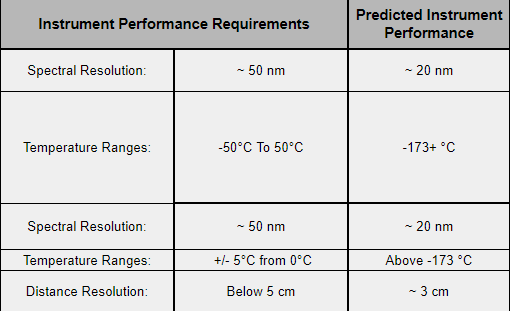 Instrument Performance Requirements
Predicted Instrument
Performance
Spectral Resolution: ~ 50 nm ~ 20 nm
Temperature Ranges: -50°C To 50°C -173+ °C
Spectral Resolution: ~ 50 nm ~ 20 nm
Temperature Ranges: +/- 5°C from 0°C Above -173 °C
Distance Resolution: Below 5 cm ~ 3 cm